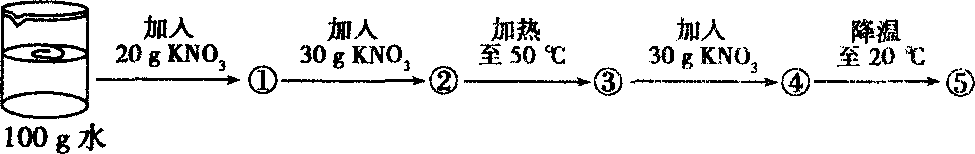 加入
20 g KNO₃
①
加入
30 g KNO₃
②
加热
至 50 ℃
③
加入
30 g KNO₃
④
降温
至 20 ℃
⑤
100 g 水